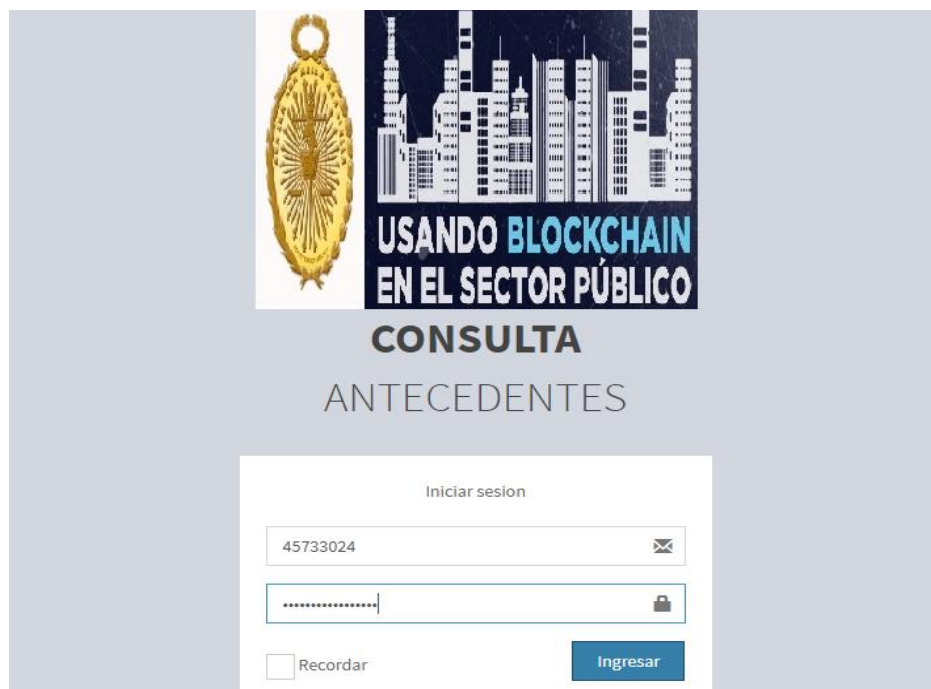 USANDO BLOCKCHAIN
EN EL SECTOR PÚBLICO
CONSULTA
ANTECEDENTES
Iniciar sesion
45733024
•••••••••••••••••
Recordar
Ingresar